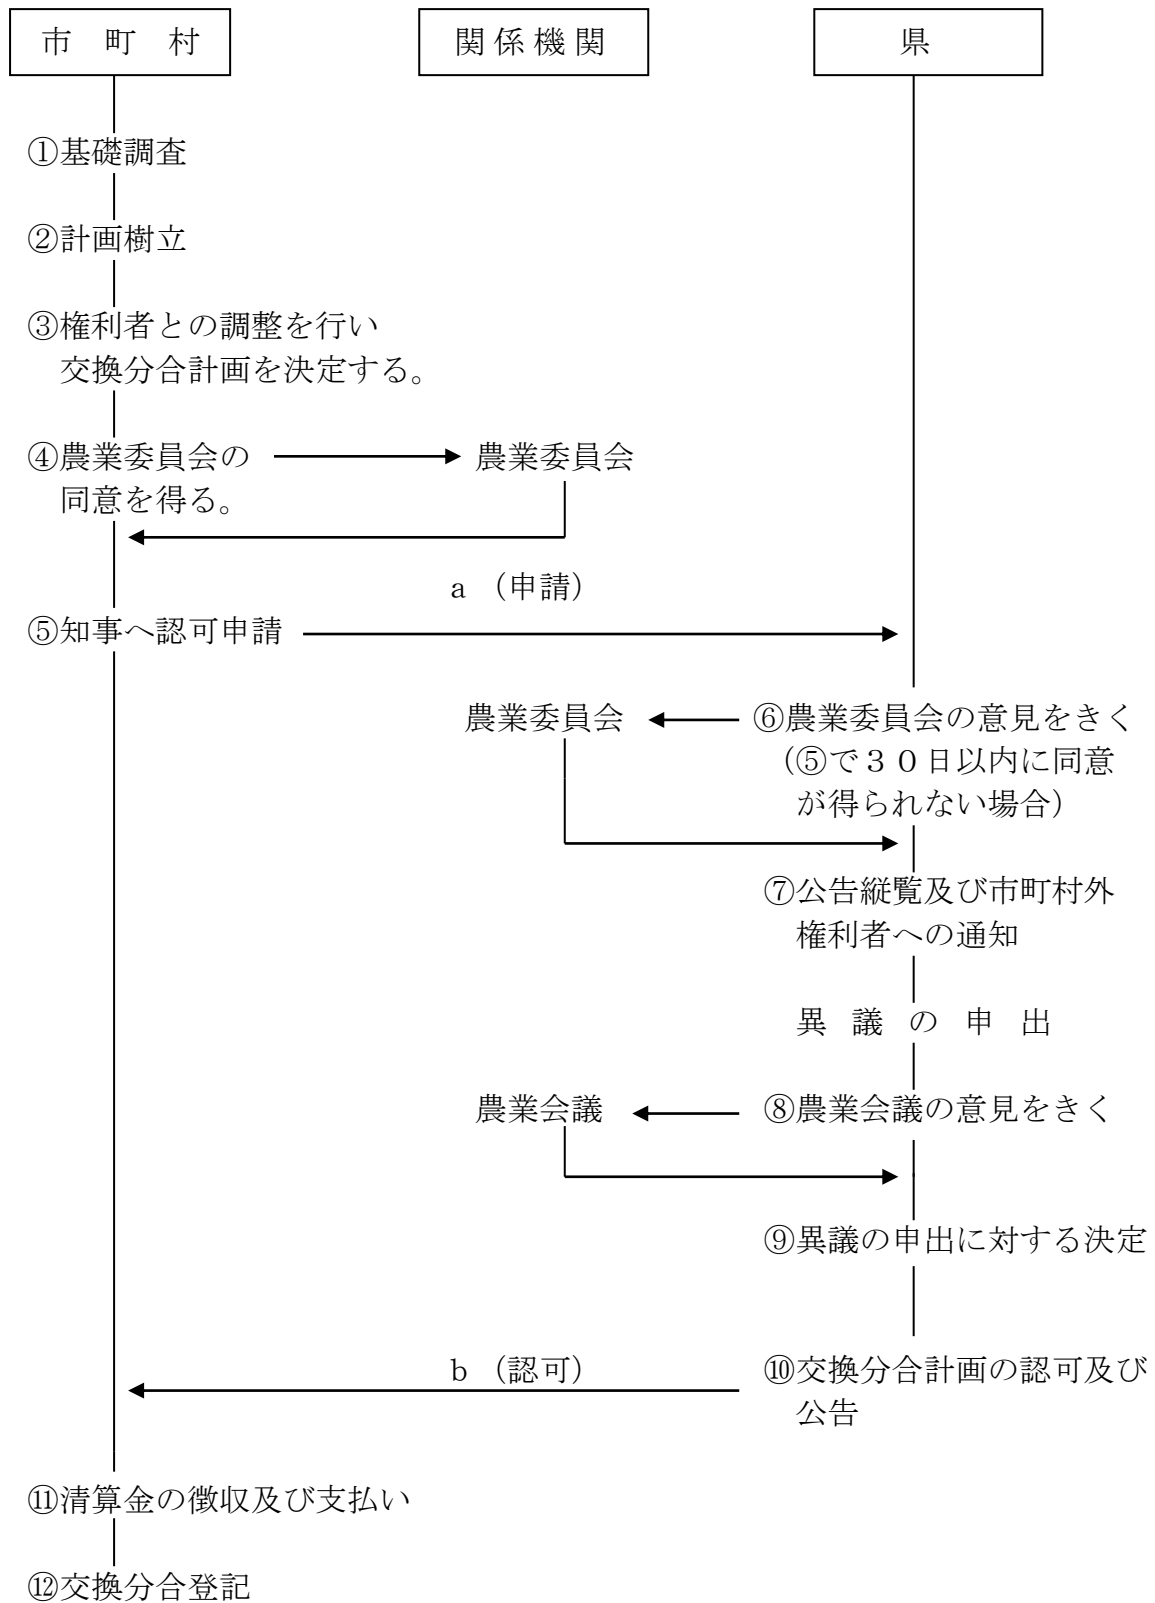 市　町　村
関係機関
県
①基礎調査
②計画樹立
③権利者との調整を行い
交換分合計画を決定する。
④農業委員会の
農業委員会
同意を得る。
a （申請）
⑤知事へ認可申請
農業委員会
⑥農業委員会の意見をきく
（⑤で３０日以内に同意
が得られない場合）
⑦公告縦覧及び市町村外
権利者への通知
異 議 の 申 出
農業会議
⑧農業会議の意見をきく
⑨異議の申出に対する決定
b （認可）
⑩交換分合計画の認可及び
公告
⑪清算金の徴収及び支払い
⑫交換分合登記